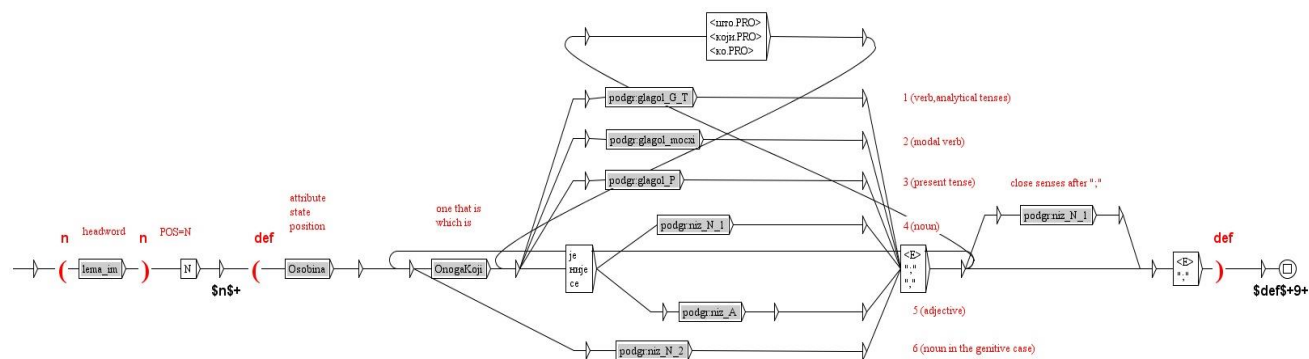 <што.PRO>
<који.PRO>
<ко.PRO>
podgr:glagol_G_T
1 (verb,analytical tenses)
podgr:glagol_mocxi
2 (modal verb)
podgr:glagol_P
3 (present tense)
close senses after ";"
attribute
state
position
one that is
which is
podgr:niz_N_1
podgr:niz_N_1
4 (noun)
n
headword
n
POS=N
def
def
( lema_im ) N ( Osobina
OnogaKoji
је
није
се
<E>
";"
","
<E>
";"
)
$n$+
$def$+9+
podgr:niz_A
5 (adjective)
podgr:niz_N_2
6 (noun in the genitive case)